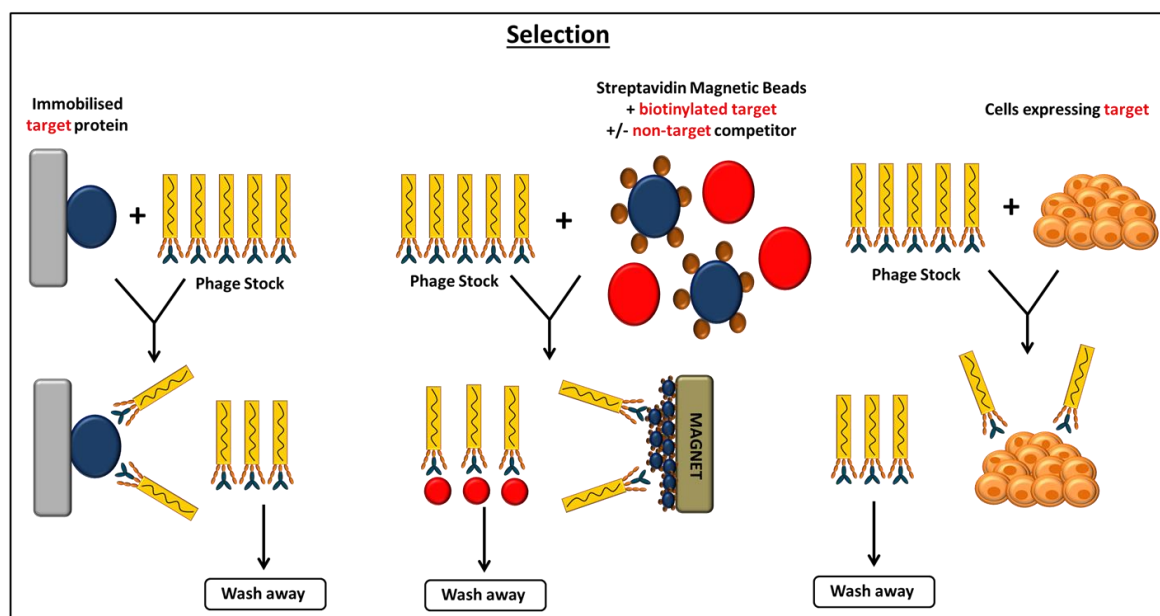 Selection
Immobilised
target protein
Streptavidin Magnetic Beads
+ biotinylated target
+/- non-target competitor
Cells expressing target
+
+
+
Phage Stock
Phage Stock
Phage Stock
MAGNET
Wash away
Wash away
Wash away